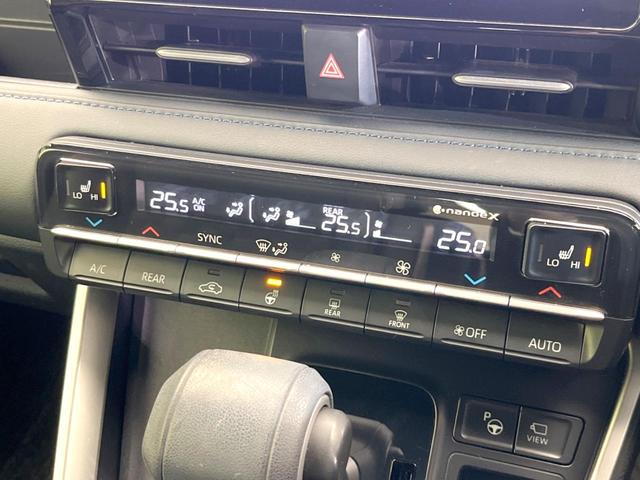 nanoeX
LO HI
25.5 A/C ON
REAR 25.5
25.0
LO HI
SYNC
A/C
REAR
REAR
FRONT
OFF
AUTO
P
VIEW